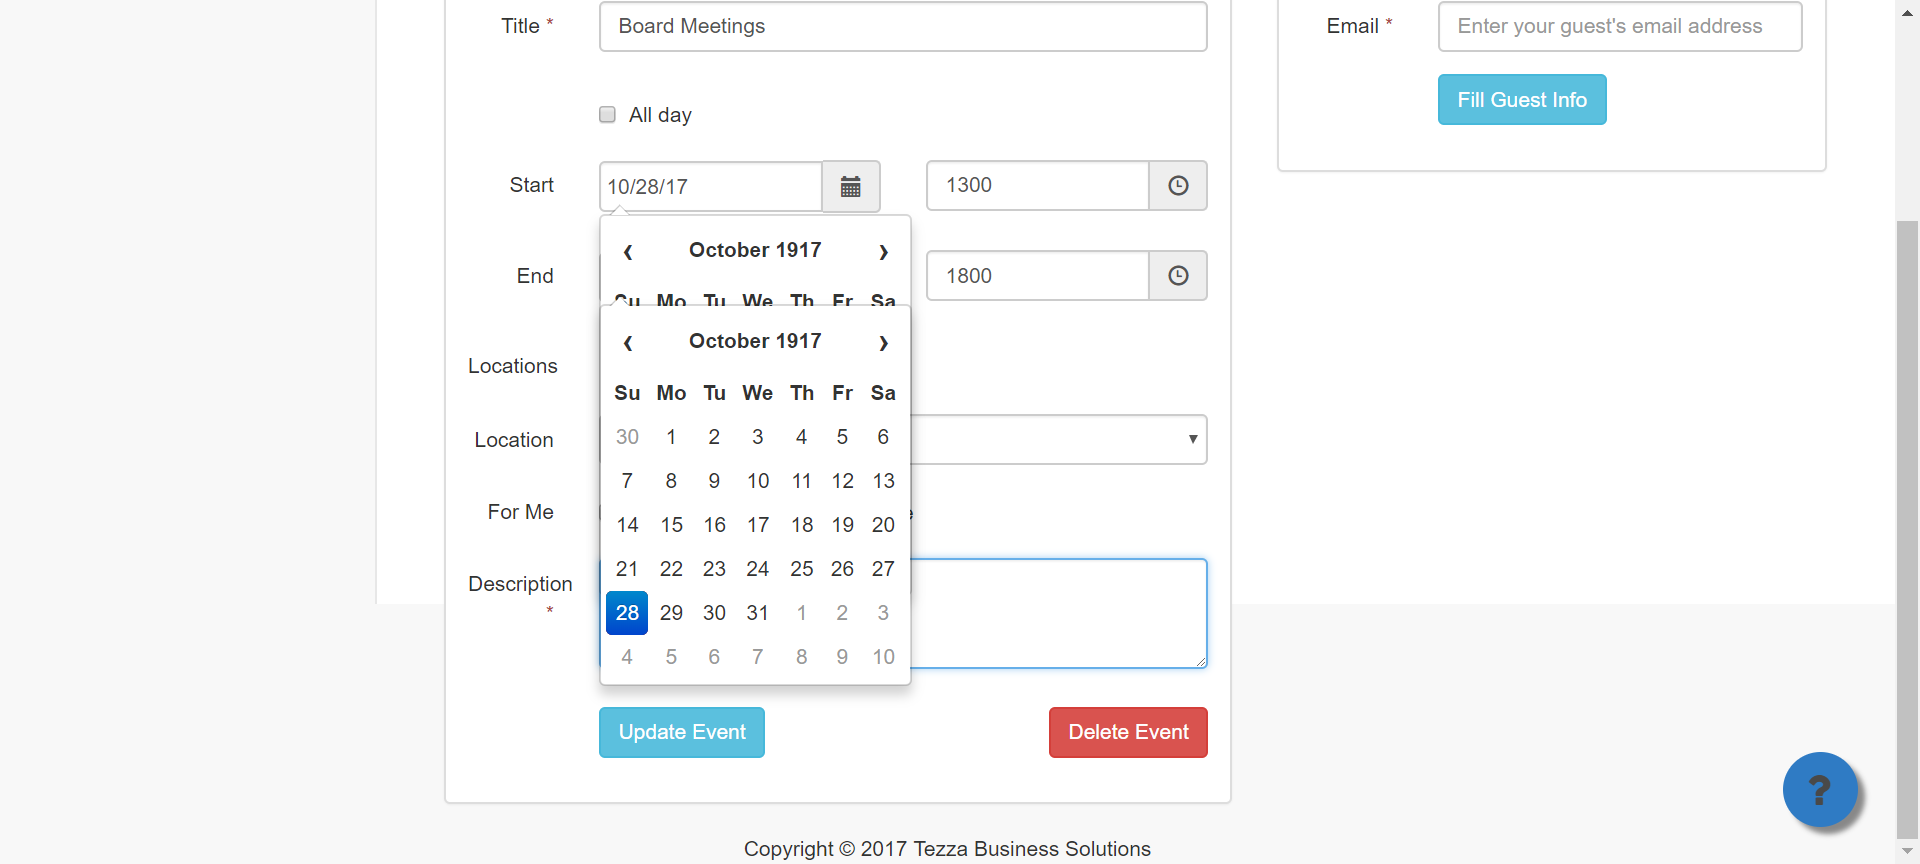 Title *
Board Meetings
Email *
Enter your guest's email address
Fill Guest Info
All day
Start
10/28/17
1300
‹ October 1917 ›
End
1800
Su Mo Tu We Th Fr Sa
‹ October 1917 ›
Locations
Su Mo Tu We Th Fr Sa
Location
30 1 2 3 4 5 6
7 8 9 10 11 12 13
For Me
14 15 16 17 18 19 20
21 22 23 24 25 26 27
Description
*
28 29 30 31 1 2 3
4 5 6 7 8 9 10
Update Event
Delete Event
?
Copyright © 2017 Tezza Business Solutions